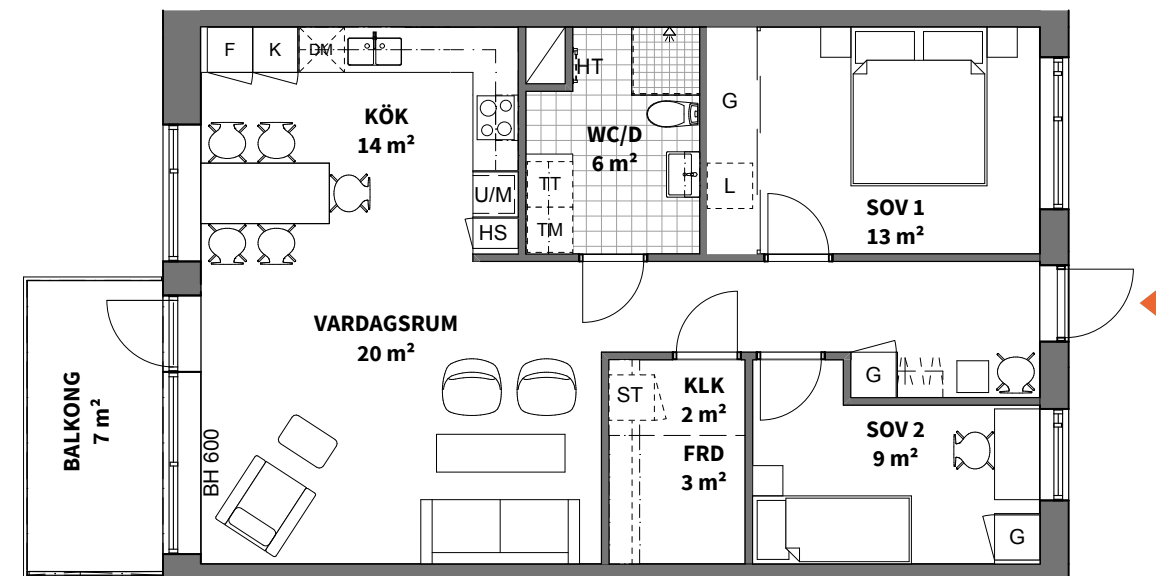 F
K
DM
KÖK
14 m²
U/M
HS
HT
WC/D
6 m²
TT
TM
G
L
SOV 1
13 m²
VARDAGSRUM
20 m²
BALKONG
7 m²
BH 600
ST
KLK
2 m²
FRD
3 m²
G
SOV 2
9 m²
G